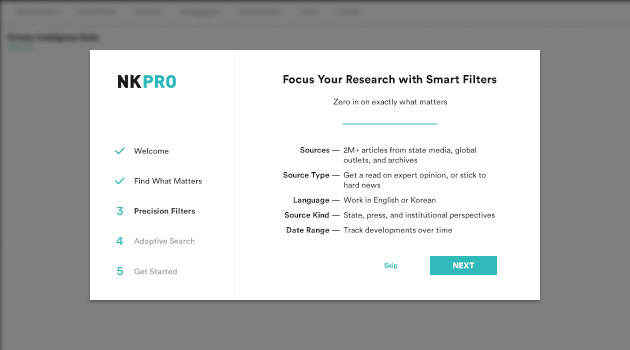 NKPRO
Welcome
Find What Matters
3 Precision Filters
4 Adaptive Search
5 Get Started
Focus Your Research with Smart Filters
Zero in on exactly what matters
Sources — 2M+ articles from state media, global
outlets, and archives
Source Type — Get a read on expert opinion, or stick to
hard news
Language — Work in English or Korean
Source Kind — State, press, and institutional perspectives
Date Range — Track developments over time
Skip
NEXT